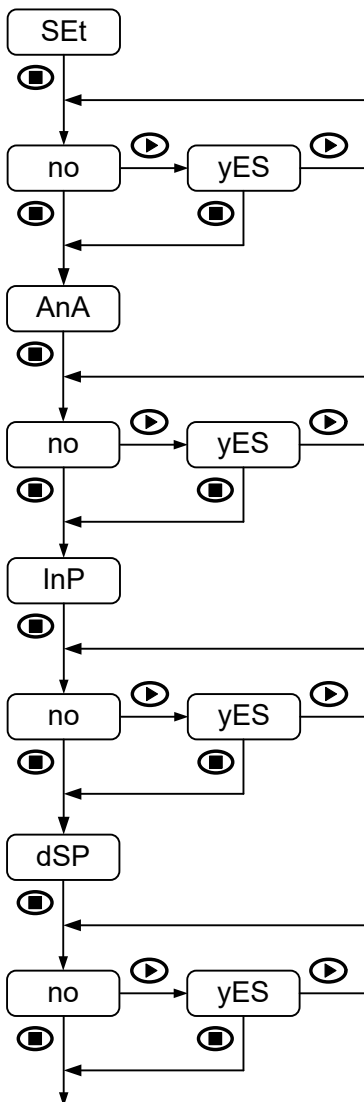 SEt
no yES
AnA
no yES
InP
no yES
dSP
no yES